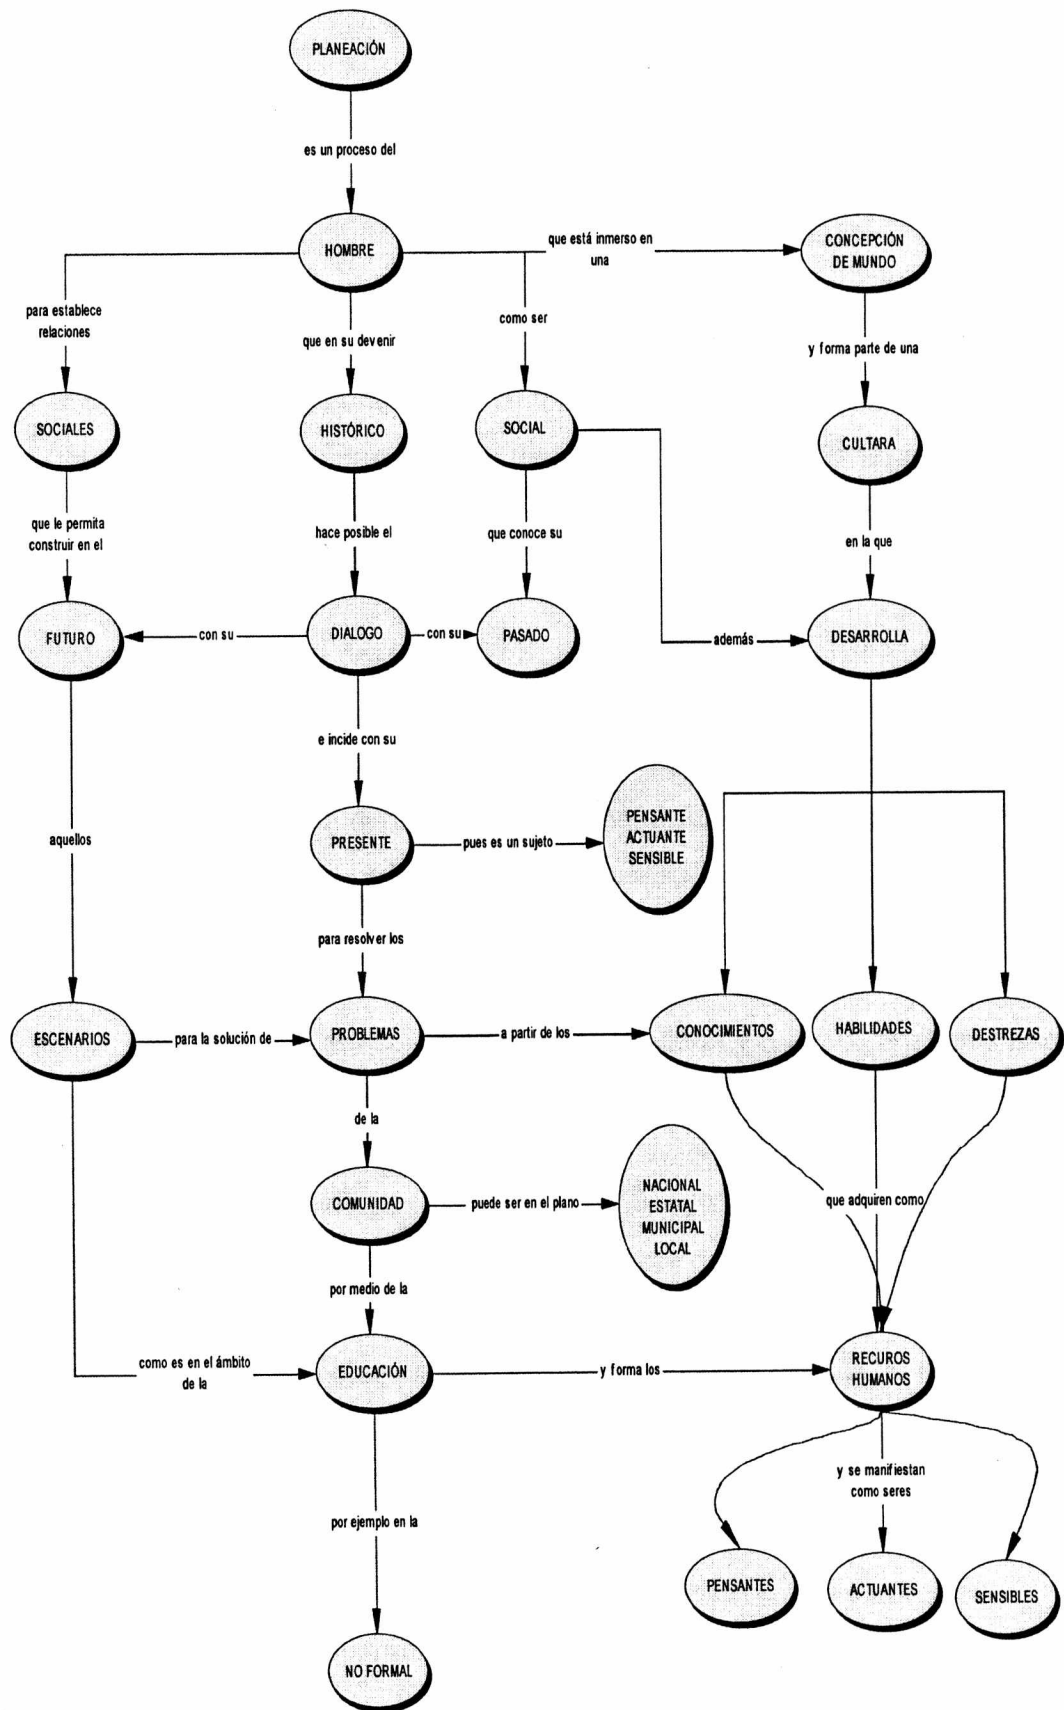 PLANEACIÓN
es un proceso del
HOMBRE
que está inmerso en
una
CONCEPCIÓN
DE MUNDO
para establece
relaciones
que en su devenir
como ser
y forma parte de una
SOCIALES
HISTÓRICO
SOCIAL
CULTARA
que le permita
construir en el
hace posible el
que conoce su
en la que
FUTURO
con su
DIALOGO
con su
PASADO
además
DESARROLLA
e incide con su
aquellos
PRESENTE
pues es un sujeto
PENSANTE
ACTUANTE
SENSIBLE
para resolver los
ESCENARIOS
para la solución de
PROBLEMAS
a partir de los
CONOCIMIENTOS
HABILIDADES
DESTREZAS
de la
COMUNIDAD
puede ser en el plano
NACIONAL
ESTATAL
MUNICIPAL
LOCAL
que adquiren como
por medio de la
como es en el ámbito
de la
EDUCACIÓN
y forma los
RECUROS
HUMANOS
y se manifiestan
como seres
por ejemplo en la
PENSANTES
ACTUANTES
SENSIBLES
NO FORMAL